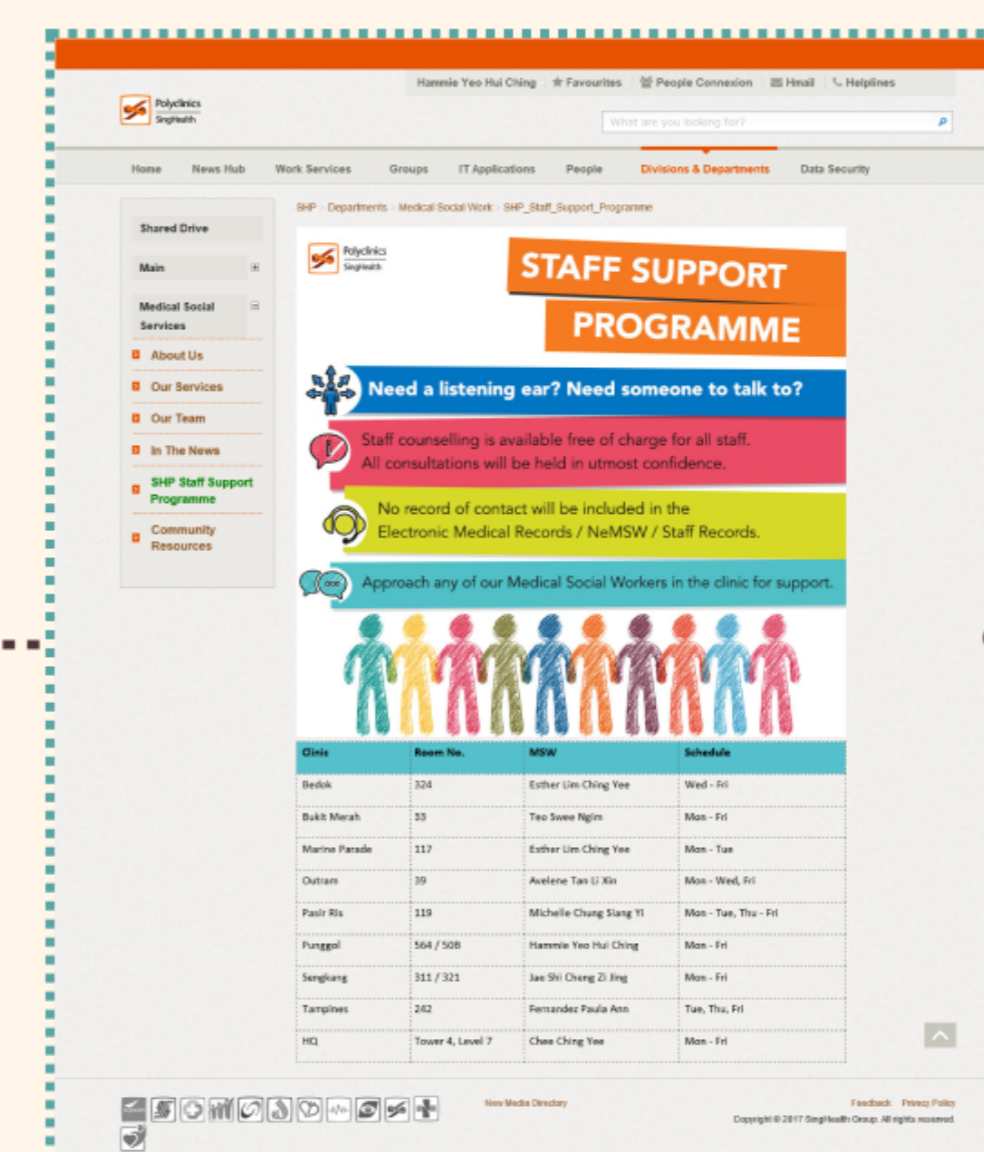 Hammie Yeo Hui Ching Favourites People Connexion Hmail Helplines
Polyclinics
SingHealth
What are you looking for?
Home News Hub Work Services Groups IT Applications People Divisions & Departments Data Security
SHP Departments Medical Social Work SHP_Staff_Support_Programme
Shared Drive
Main
Medical Social
Services
About Us
Our Services
Our Team
In The News
SHP Staff Support
Programme
Community
Resources
Polyclinics
SingHealth
STAFF SUPPORT
PROGRAMME
Need a listening ear? Need someone to talk to?
Staff counselling is available free of charge for all staff.
All consultations will be held in utmost confidence.
No record of contact will be included in the
Electronic Medical Records / NeMSW / Staff Records.
Approach any of our Medical Social Workers in the clinic for support.
Clinic Room No. MSW Schedule
Bedok 324 Esther Lim Ching Yee Wed - Fri
Bukit Merah 33 Teo Swee Ngim Mon - Fri
Marine Parade 117 Esther Lim Ching Yee Mon - Tue
Outram 39 Avelene Tan Li Xin Mon - Wed, Fri
Pasir Ris 119 Michelle Chung Siang Yi Mon - Tue, Thu - Fri
Punggol 564 / 508 Hammie Yeo Hui Ching Mon - Fri
Sengkang 311 / 321 Jae Shi Cheng Zi Jing Mon - Fri
Tampines 242 Fernandez Paula Ann Tue, Thu, Fri
HQ Tower 4, Level 7 Chee Ching Yee Mon - Fri
New Media Directory
Feedback Privacy Policy
Copyright © 2017 SingHealth Group. All rights reserved.